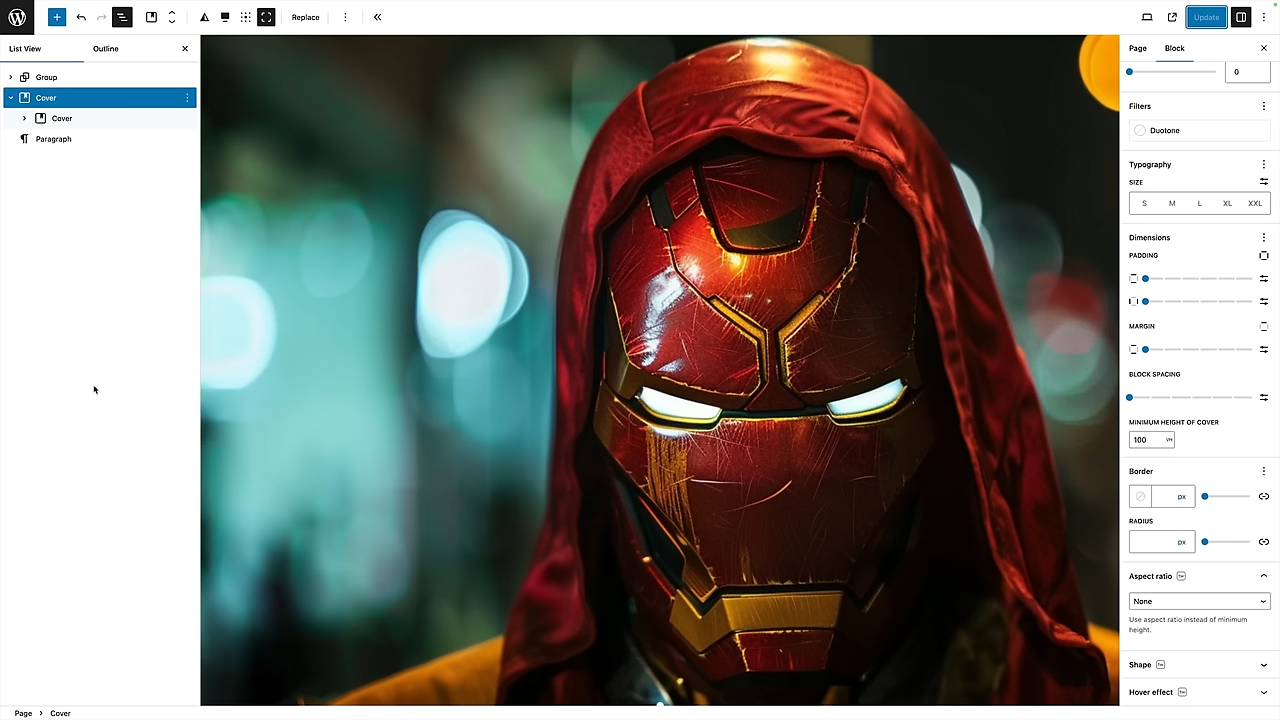 Replace
Update
List View
Outline
Page
Block
Group
Cover
Cover
Paragraph
0
Filters
Duotone
Typography
SIZE
S M L XL XXL
Dimensions
PADDING
MARGIN
BLOCK SPACING
MINIMUM HEIGHT OF COVER
100 VH
Border
px
RADIUS
px
Aspect ratio
None
Use aspect ratio instead of minimum
height.
Shape
Hover effect
Page > Cover